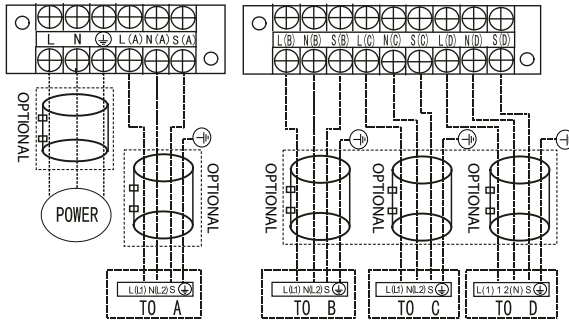 L N L(A) N(A) S(A)
L(B) N(B) S(B) L(C) N(C) S(C) L(D) N(D) S(D)
OPTIONAL
OPTIONAL
OPTIONAL
OPTIONAL
OPTIONAL
POWER
L(L1) N(L2) S
L(L1) N(L2) S
L(L1) N(L2) S
L(1) 1 2(N) S
TO A
TO B
TO C
TO D